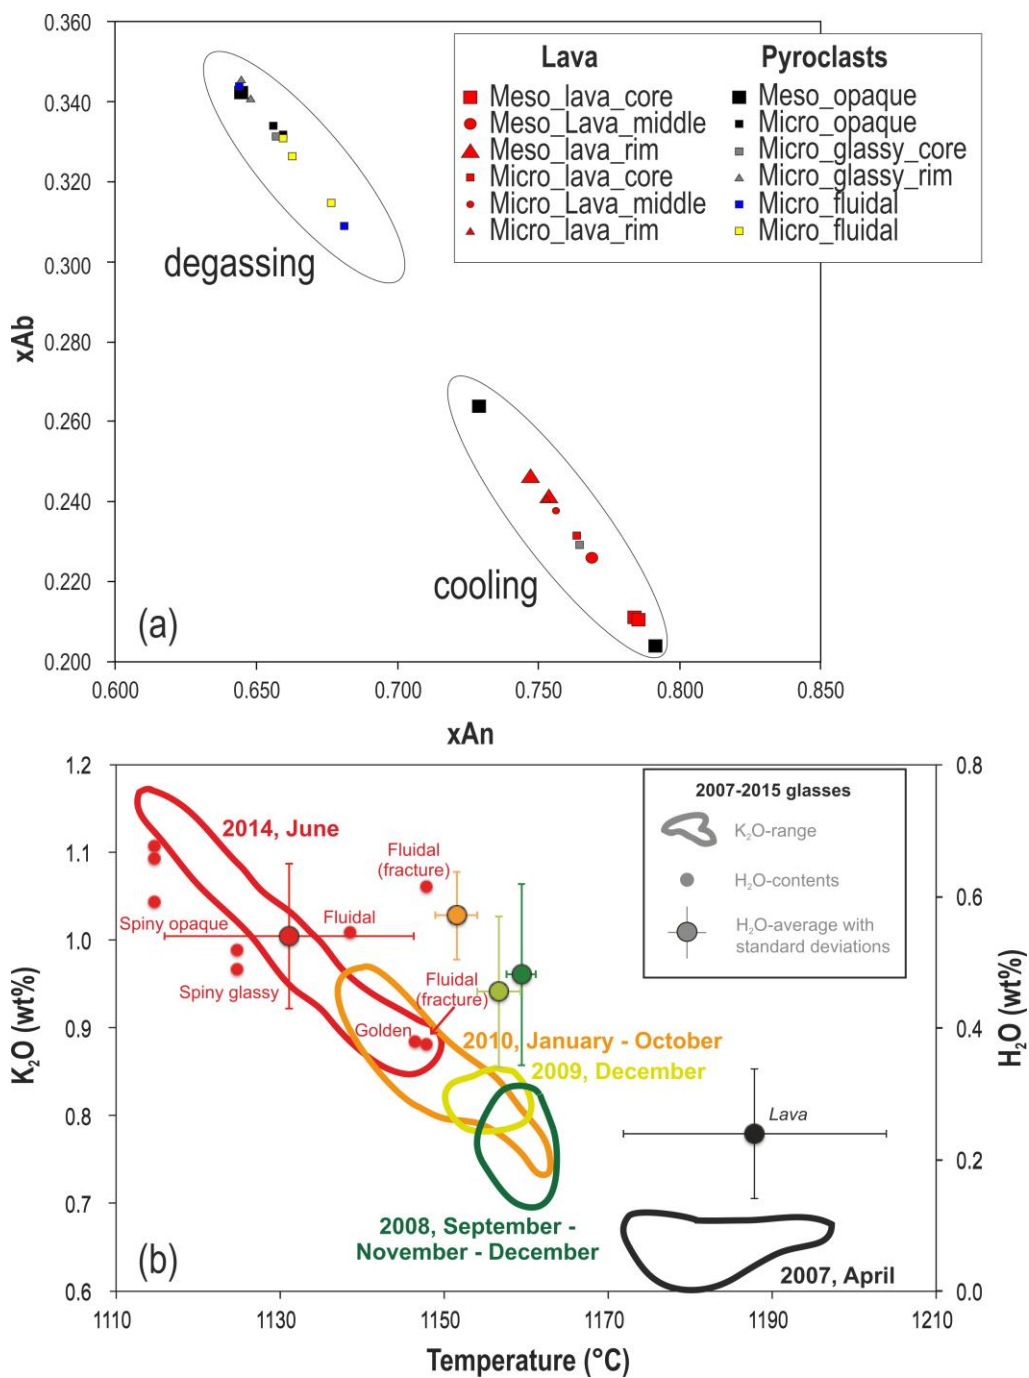 0.360
0.340
0.320
0.300
0.280
0.260
0.240
0.220
0.200
xAb
Lava
Meso_lava_core
Meso_Lava_middle
Meso_lava_rim
Micro_lava_core
Micro_Lava_middle
Micro_lava_rim
Pyroclasts
Meso_opaque
Micro_opaque
Micro_glassy_core
Micro_glassy_rim
Micro_fluidal
Micro_fluidal
degassing
cooling
(a)
0.600 0.650 0.700 0.750 0.800 0.850
xAn
1.2
1.1
1.0
0.9
0.8
0.7
0.6
K2O (wt%)
0.8
0.6
0.4
0.2
0.0
H2O (wt%)
2007-2015 glasses
K2O-range
H2O-contents
H2O-average with
standard deviations
2014, June
Fluidal
(fracture)
Spiny opaque
Fluidal
Spiny glassy
Fluidal
(fracture)
Golden
2010, January - October
2009, December
Lava
2008, September -
November - December
2007, April
(b)
1110 1130 1150 1170 1190 1210
Temperature (°C)